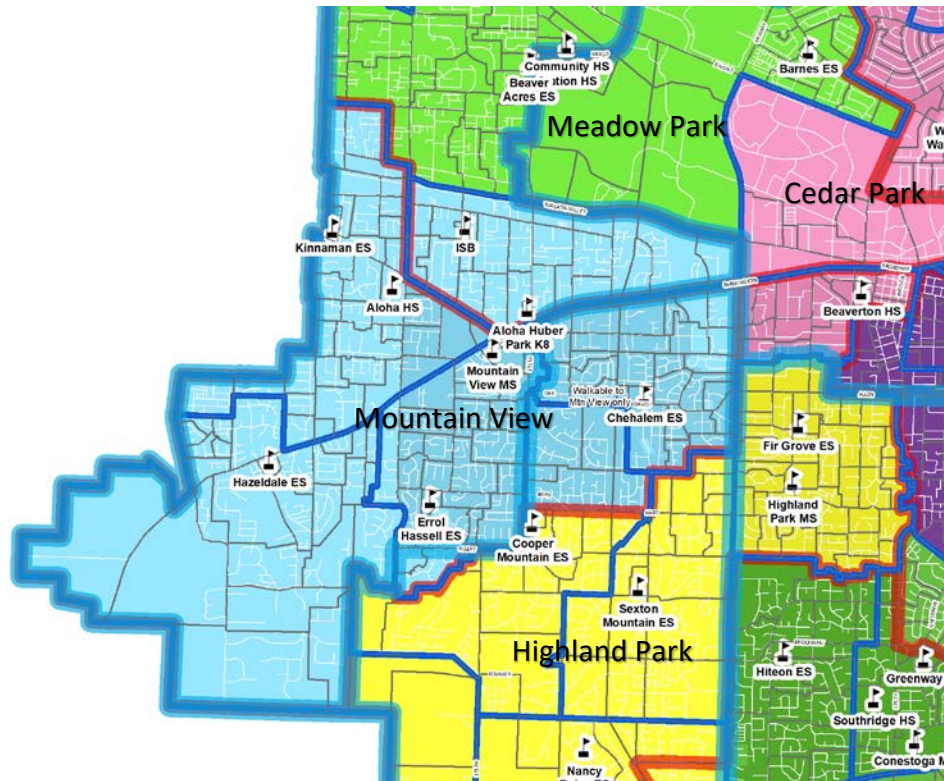 Community HS
Beaver
Acres ES
ation HS
Barnes ES
Meadow Park
Cedar Park
Kinnaman ES
ISB
Aloha HS
Beaverton HS
Aloha Huber
Park K8
Mountain
View MS
Walkable to
Mtn View only
Chehalem ES
Mountain View
Fir Grove ES
Hazeldale ES
Highland
Park MS
Errol
Hassell ES
Cooper
Mountain ES
Sexton
Mountain ES
Highland Park
Hiteon ES
Greenway
Southridge HS
Conestoga M
Nancy